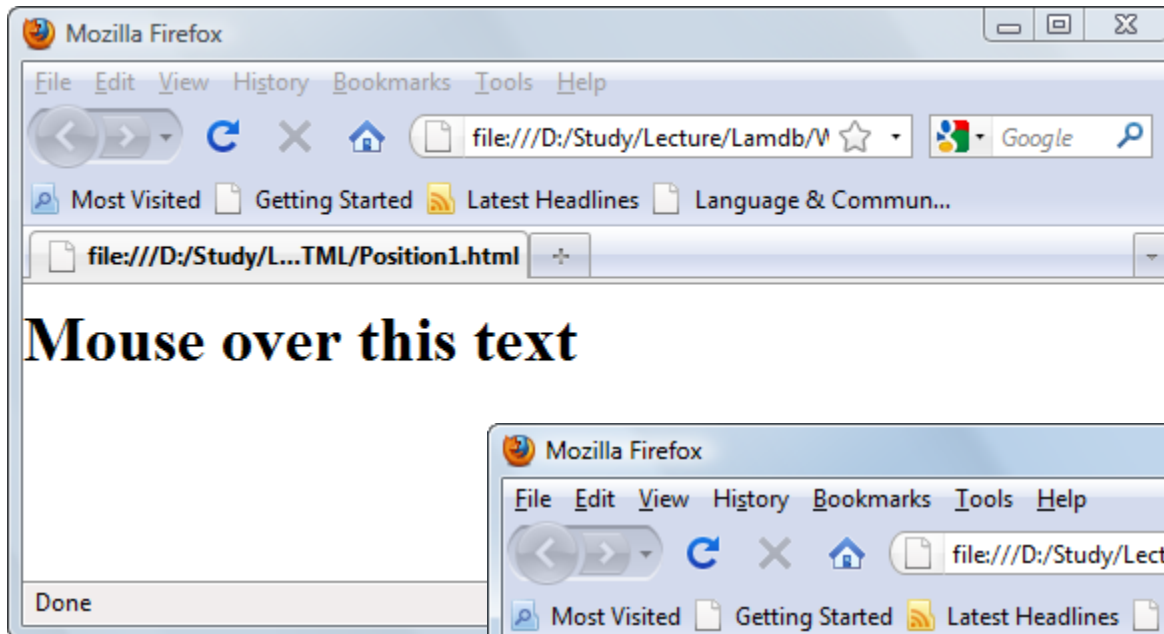 Mozilla Firefox
File Edit View History Bookmarks Tools Help
file:///D:/Study/Lecture/Lamdb/W Google
Most Visited Getting Started Latest Headlines Language & Commun...
file:///D:/Study/L...TML/Position1.html
Mouse over this text
Mozilla Firefox
File Edit View History Bookmarks Tools Help
file:///D:/Study/Lect
Done
Most Visited Getting Started Latest Headlines